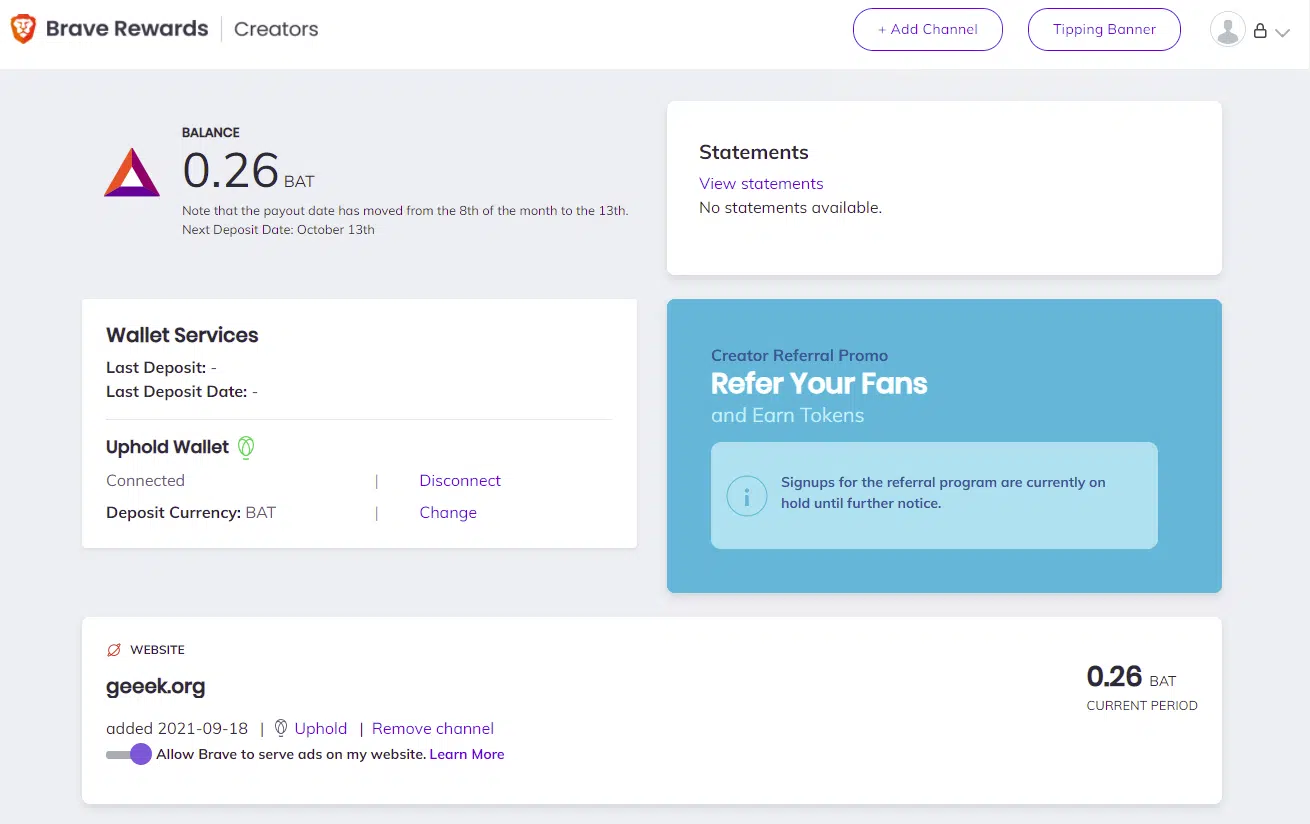 Brave Rewards | Creators
+ Add Channel
Tipping Banner
BALANCE
0.26 BAT
Note that the payout date has moved from the 8th of the month to the 13th.
Next Deposit Date: October 13th
Statements
View statements
No statements available.
Wallet Services
Last Deposit: -
Last Deposit Date: -
Uphold Wallet
Connected | Disconnect
Deposit Currency: BAT | Change
Creator Referral Promo
Refer Your Fans
and Earn Tokens
Signups for the referral program are currently on
hold until further notice.
WEBSITE
geeek.org
added 2021-09-18 | Uphold | Remove channel
Allow Brave to serve ads on my website. Learn More
0.26 BAT
CURRENT PERIOD